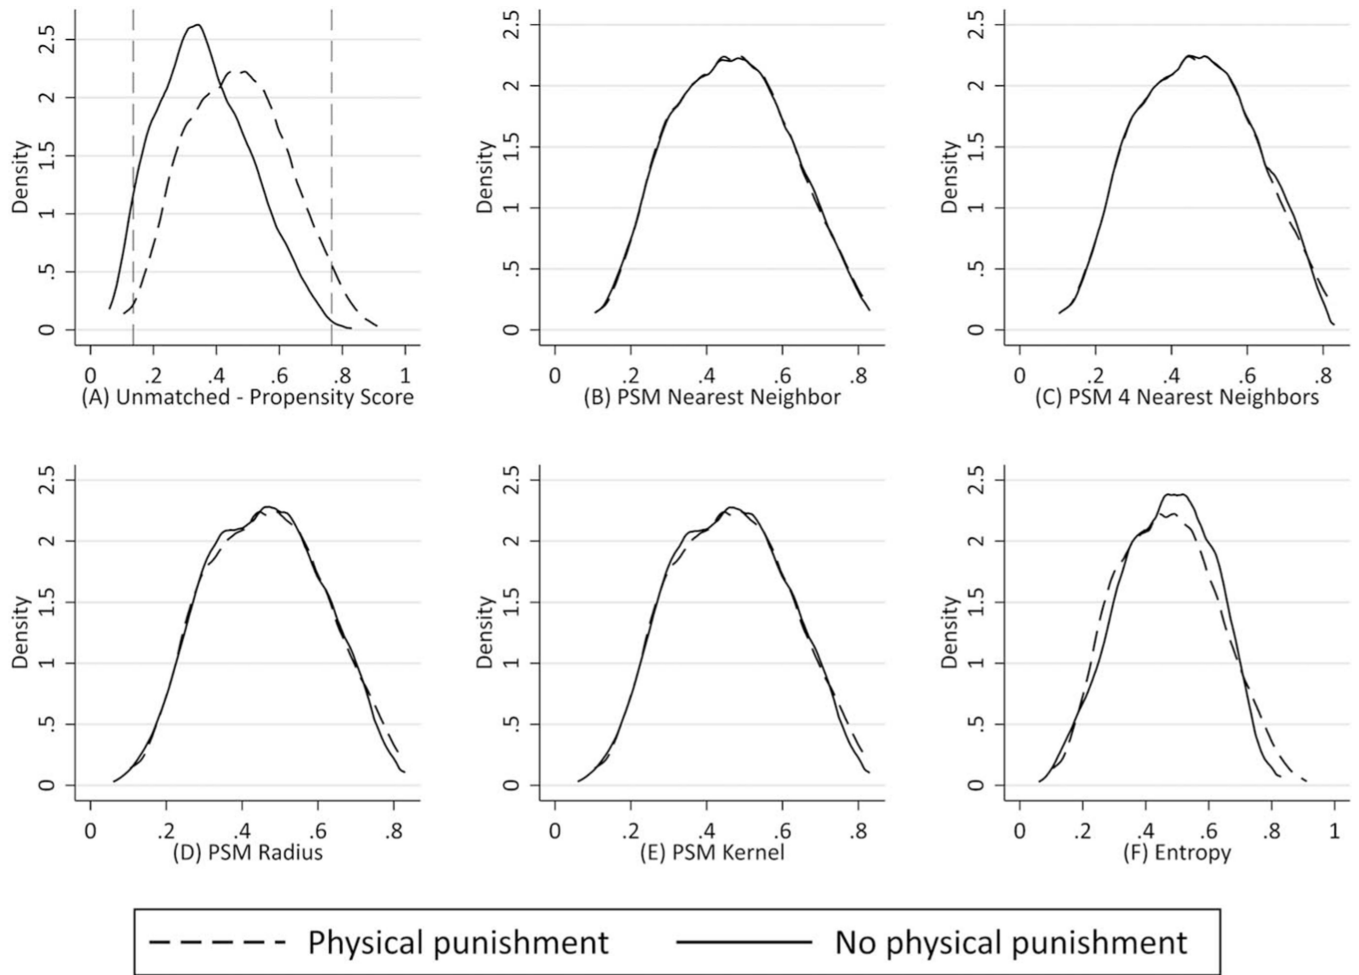 2.5
2
1.5
1
.5
0
Density
0 .2 .4 .6 .8 1
(A) Unmatched - Propensity Score
2.5
2
1.5
1
.5
0
Density
0 .2 .4 .6 .8
(B) PSM Nearest Neighbor
2.5
2
1.5
1
.5
0
Density
0 .2 .4 .6 .8
(C) PSM 4 Nearest Neighbors
2.5
2
1.5
1
.5
0
Density
0 .2 .4 .6 .8
(D) PSM Radius
2.5
2
1.5
1
.5
0
Density
0 .2 .4 .6 .8
(E) PSM Kernel
2.5
2
1.5
1
.5
0
Density
0 .2 .4 .6 .8 1
(F) Entropy
Physical punishment No physical punishment